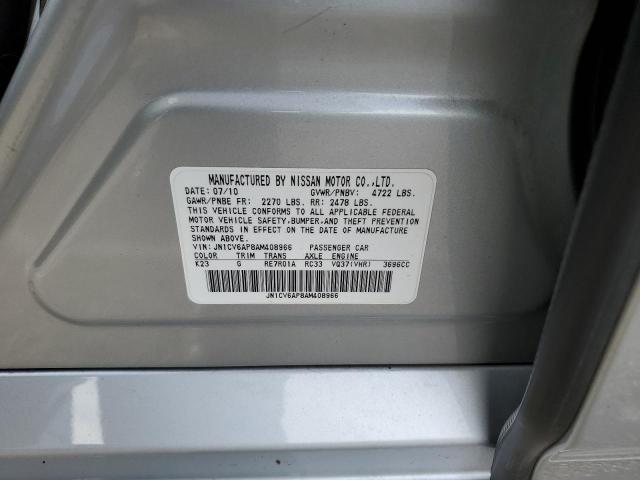 MANUFACTURED BY NISSAN MOTOR CO.,LTD.
DATE: 07/10 GVWR/PNBV: 4722 LBS.
GAWR/PNBE FR: 2270 LBS. RR: 2478 LBS.
THIS VEHICLE CONFORMS TO ALL APPLICABLE FEDERAL
MOTOR VEHICLE SAFETY,BUMPER,AND THEFT PREVENTION
STANDARDS IN EFFECT ON THE DATE OF MANUFACTURE
SHOWN ABOVE.
VIN: JN1CV6AP8AM408966 PASSENGER CAR
COLOR TRIM TRANS AXLE ENGINE
K23 G RE7R01A RC33 VQ37(VHR) 3696CC
JN1CV6AP8AM408966